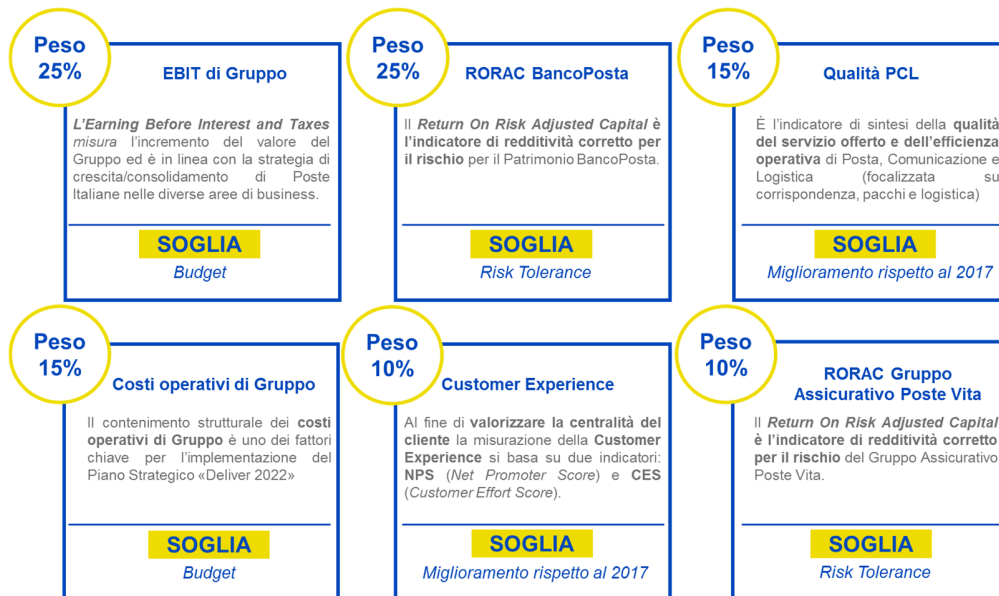 Peso
25%
EBIT di Gruppo
L'Earning Before Interest and Taxes
misura l'incremento del valore del
Gruppo ed è in linea con la strategia di
crescita/consolidamento di Poste
Italiane nelle diverse aree di business.
SOGLIA
Budget
Peso
25%
RORAC BancoPosta
Il Return On Risk Adjusted Capital è
l'indicatore di redditività corretto per
il rischio per il Patrimonio BancoPosta.
SOGLIA
Risk Tolerance
Peso
15%
Qualità PCL
È l'indicatore di sintesi della qualità
del servizio offerto e dell'efficienza
operativa di Posta, Comunicazione e
Logistica (focalizzata su
corrispondenza, pacchi e logistica)
SOGLIA
Miglioramento rispetto al 2017
Peso
15%
Costi operativi di Gruppo
Il contenimento strutturale dei costi
operativi di Gruppo è uno dei fattori
chiave per l'implementazione del
Piano Strategico «Deliver 2022»
SOGLIA
Budget
Peso
10%
Customer Experience
Al fine di valorizzare la centralità del
cliente la misurazione della Customer
Experience si basa su due indicatori:
NPS (Net Promoter Score) e CES
(Customer Effort Score).
SOGLIA
Miglioramento rispetto al 2017
Peso
10%
RORAC Gruppo
Assicurativo Poste Vita
Il Return On Risk Adjusted Capital
è l'indicatore di redditività corretto
per il rischio del Gruppo Assicurativo
Poste Vita.
SOGLIA
Risk Tolerance